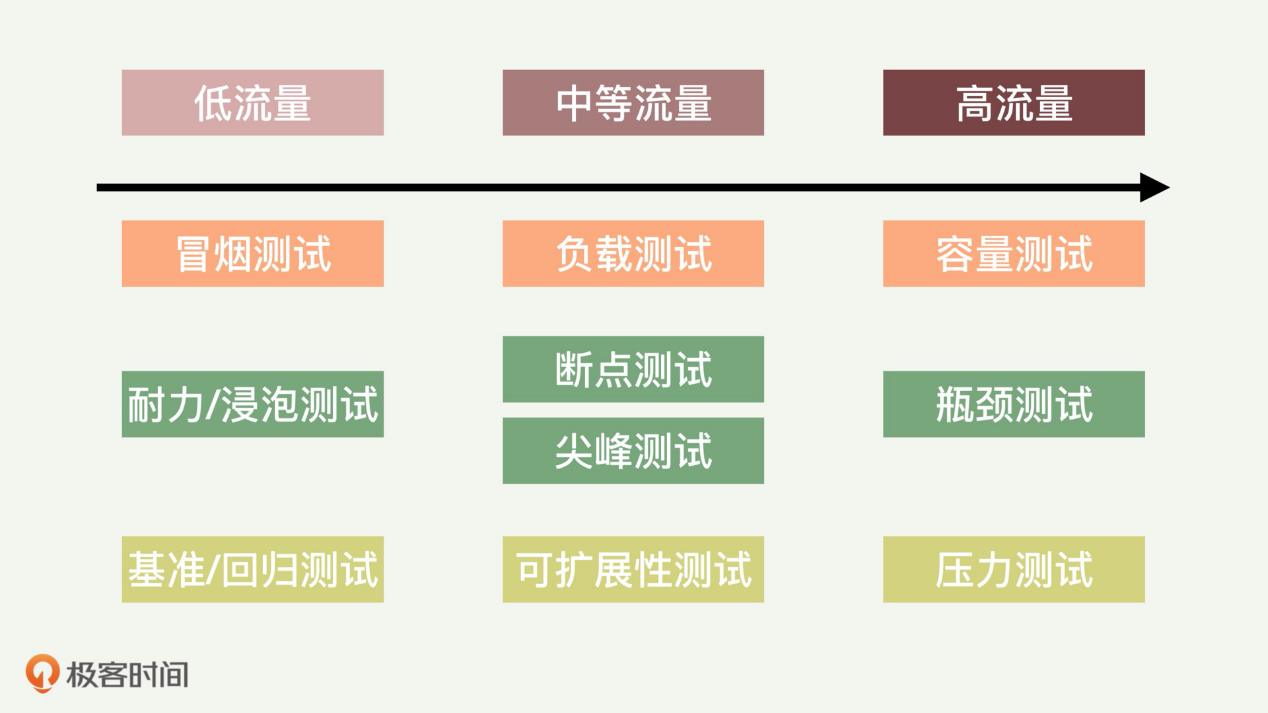 低流量
中等流量
高流量
冒烟测试
负载测试
容量测试
耐力/浸泡测试
断点测试
尖峰测试
瓶颈测试
基准/回归测试
可扩展性测试
压力测试
极客时间